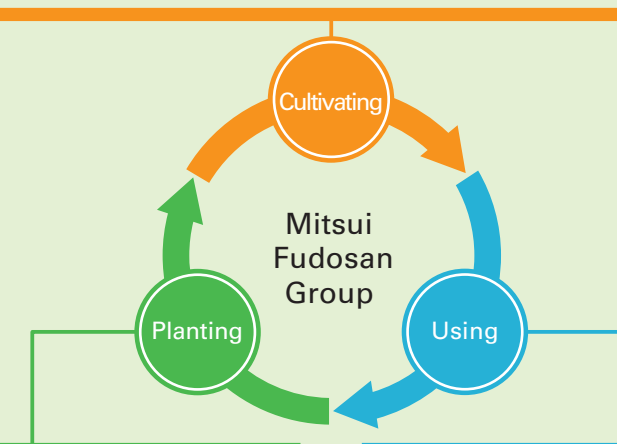 Cultivating
Mitsui
Fudosan
Group
Planting
Using